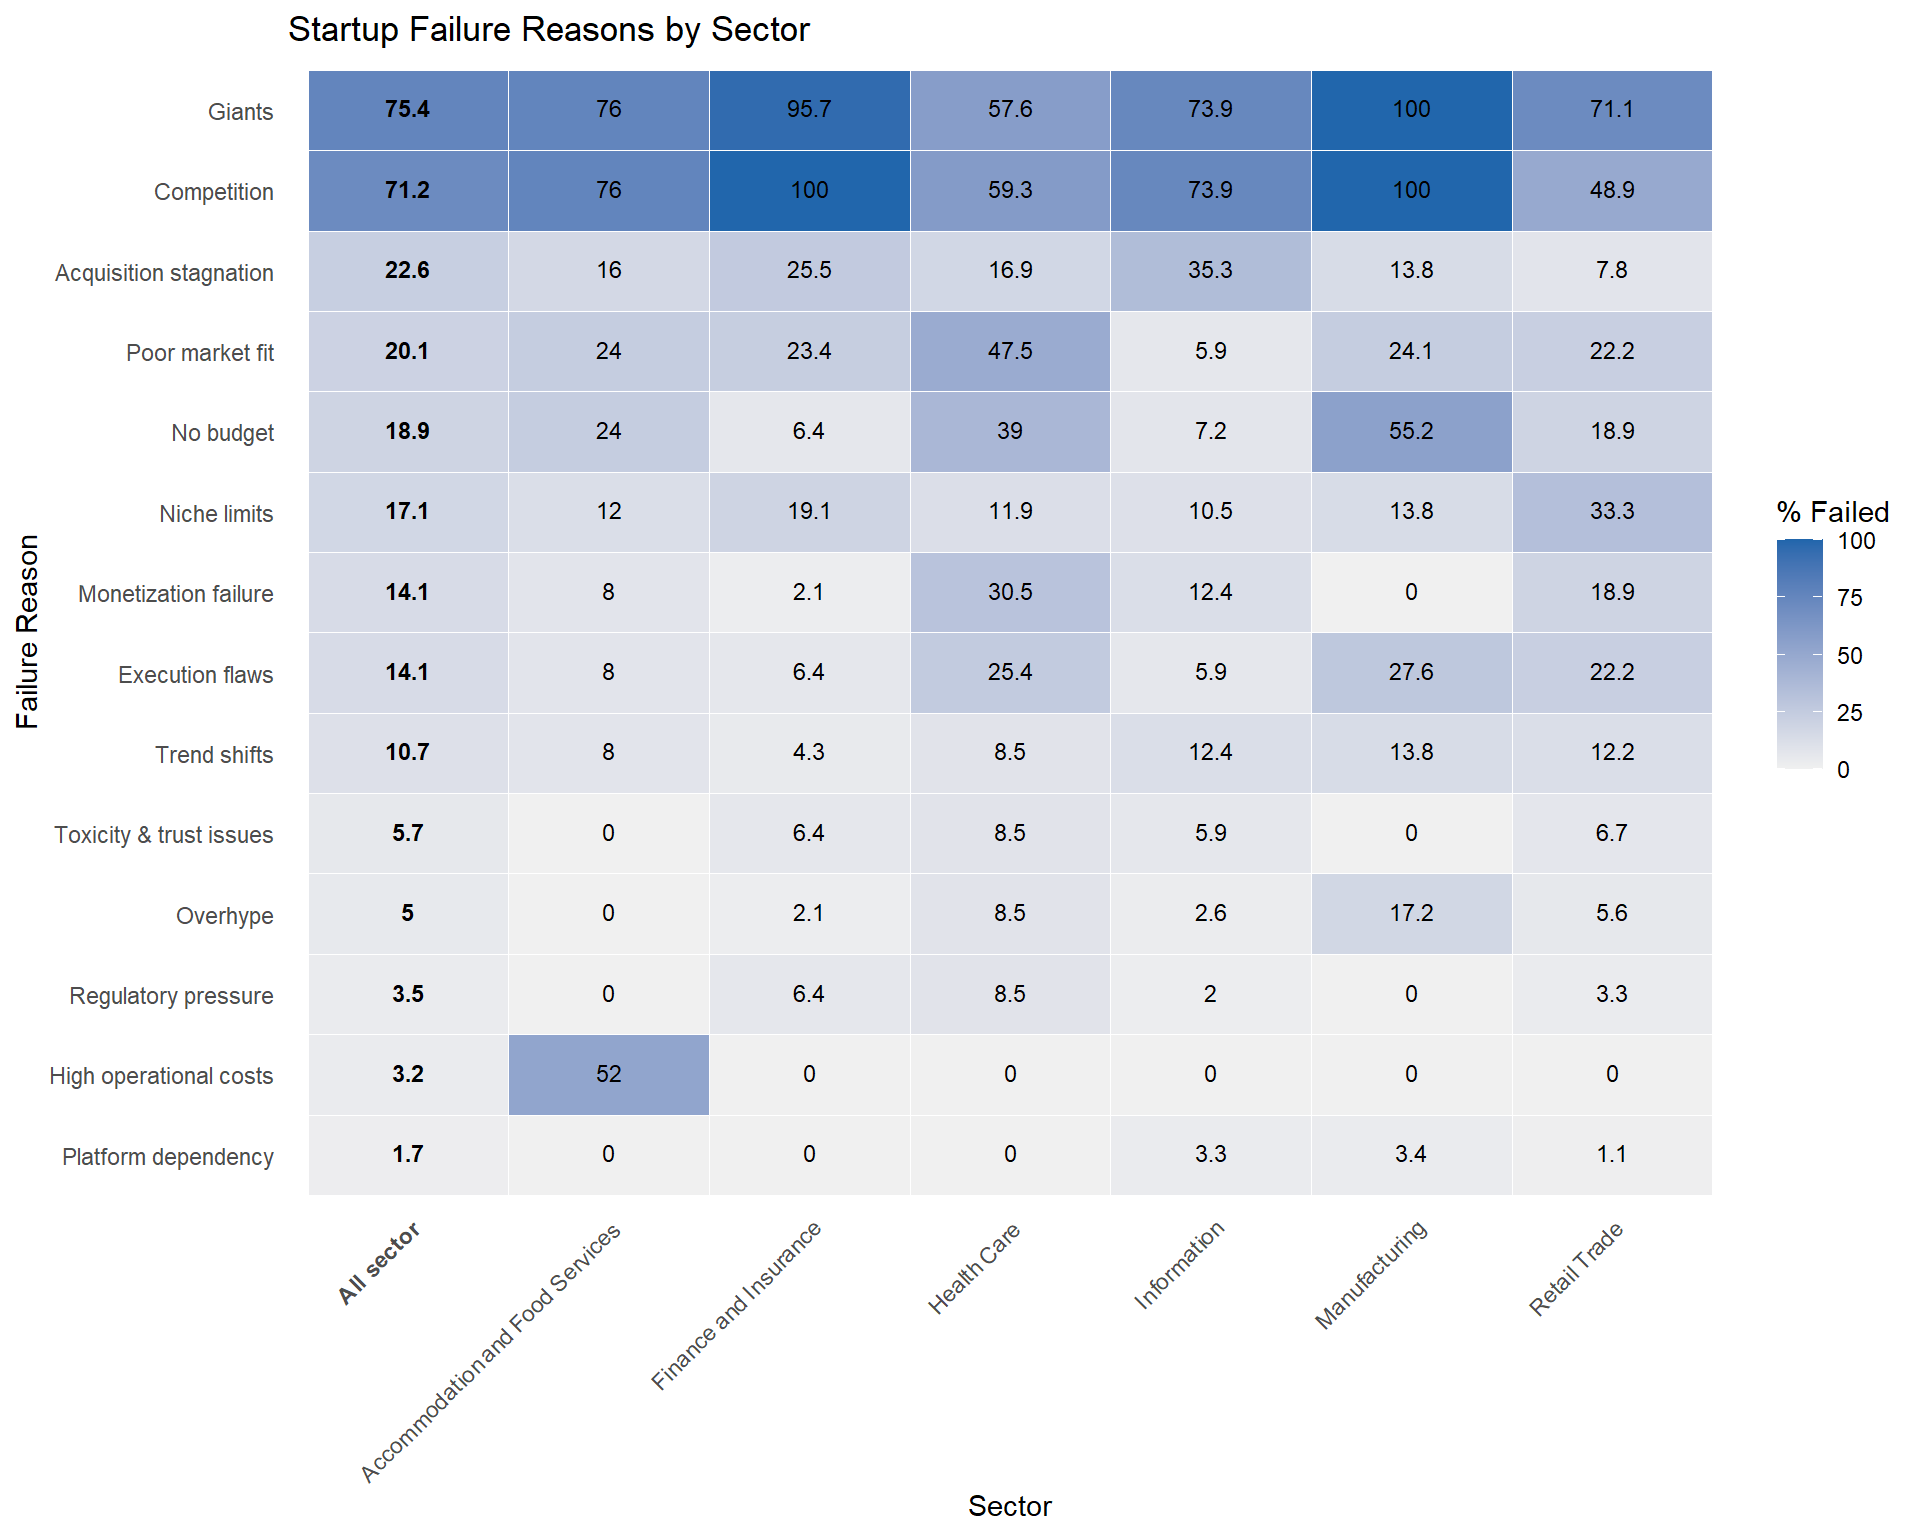 Startup Failure Reasons by Sector
Failure Reason
Giants 75.4 76 95.7 57.6 73.9 100 71.1
Competition 71.2 76 100 59.3 73.9 100 48.9
Acquisition stagnation 22.6 16 25.5 16.9 35.3 13.8 7.8
Poor market fit 20.1 24 23.4 47.5 5.9 24.1 22.2
No budget 18.9 24 6.4 39 7.2 55.2 18.9
Niche limits 17.1 12 19.1 11.9 10.5 13.8 33.3
Monetization failure 14.1 8 2.1 30.5 12.4 0 18.9
Execution flaws 14.1 8 6.4 25.4 5.9 27.6 22.2
Trend shifts 10.7 8 4.3 8.5 12.4 13.8 12.2
Toxicity & trust issues 5.7 0 6.4 8.5 5.9 0 6.7
Overhype 5 0 2.1 8.5 2.6 17.2 5.6
Regulatory pressure 3.5 0 6.4 8.5 2 0 3.3
High operational costs 3.2 52 0 0 0 0 0
Platform dependency 1.7 0 0 0 3.3 3.4 1.1
All sector
Accommodation and Food Services
Finance and Insurance
Health Care
Information
Manufacturing
Retail Trade
Sector
% Failed
100
75
50
25
0